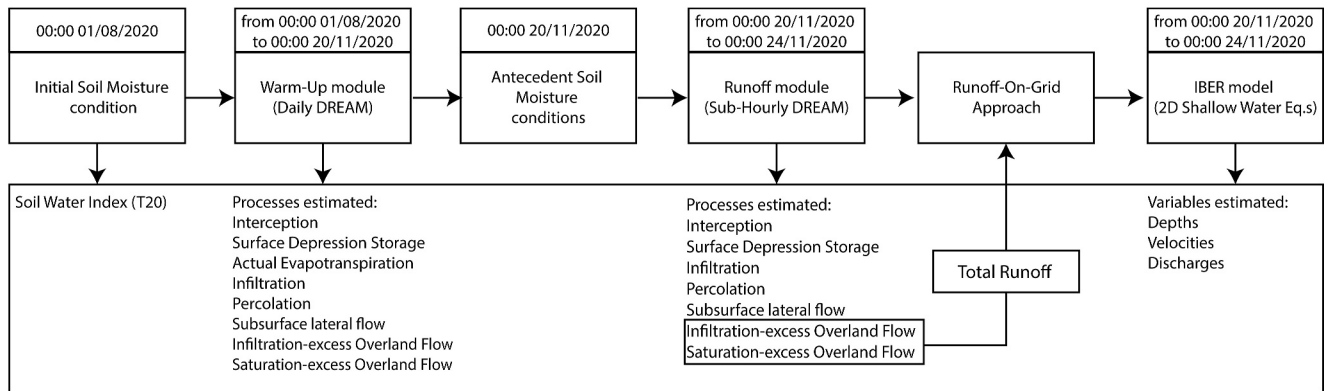 00:00 01/08/2020
Initial Soil Moisture
condition
from 00:00 01/08/2020
to 00:00 20/11/2020
Warm-Up module
(Daily DREAM)
00:00 20/11/2020
Antecedent Soil
Moisture
conditions
from 00:00 20/11/2020
to 00:00 24/11/2020
Runoff module
(Sub-Hourly DREAM)
Runoff-On-Grid
Approach
from 00:00 20/11/2020
to 00:00 24/11/2020
IBER model
(2D Shallow Water Eq.s)
Soil Water Index (T20)
Processes estimated:
Interception
Surface Depression Storage
Actual Evapotranspiration
Infiltration
Percolation
Subsurface lateral flow
Infiltration-excess Overland Flow
Saturation-excess Overland Flow
Processes estimated:
Interception
Surface Depression Storage
Infiltration
Percolation
Subsurface lateral flow
Infiltration-excess Overland Flow
Saturation-excess Overland Flow
Total Runoff
Variables estimated:
Depths
Velocities
Discharges